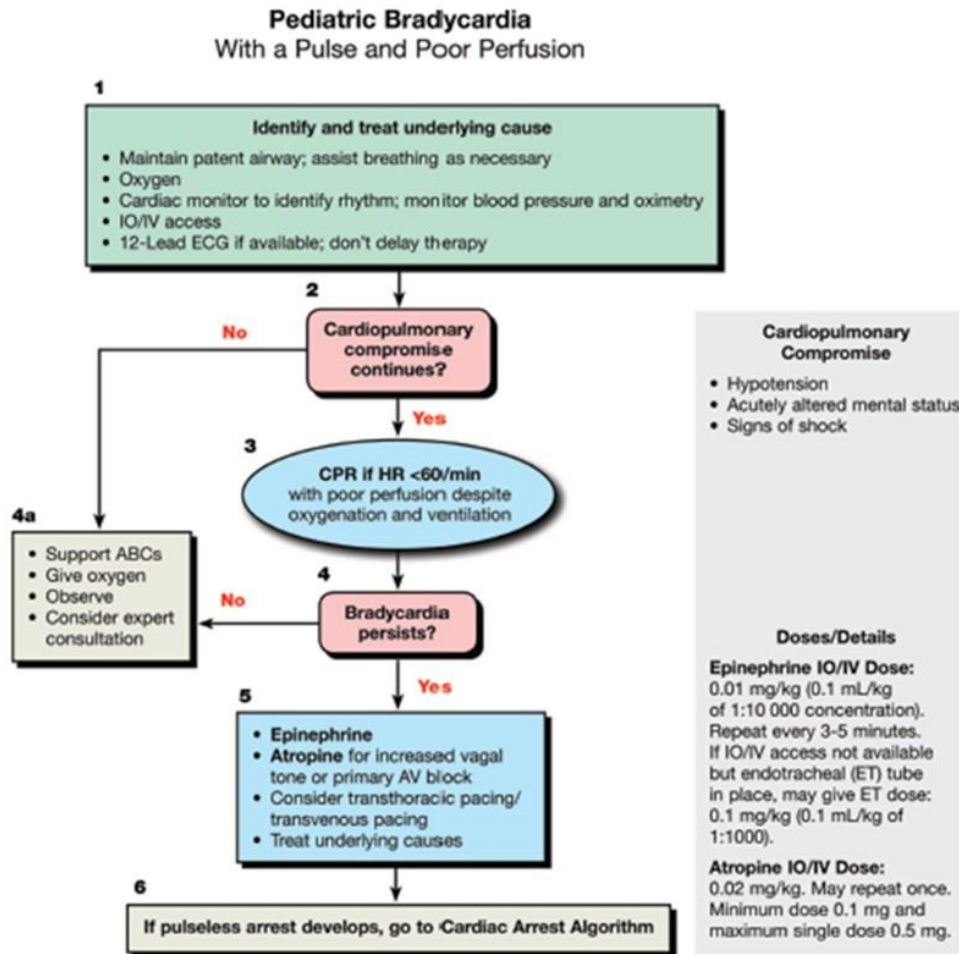 Pediatric Bradycardia
With a Pulse and Poor Perfusion
1
Identify and treat underlying cause
• Maintain patent airway; assist breathing as necessary
• Oxygen
• Cardiac monitor to identify rhythm; monitor blood pressure and oximetry
• IO/IV access
• 12-Lead ECG if available; don't delay therapy
2
Cardiopulmonary
compromise
continues?
No
Yes
3
CPR if HR <60/min
with poor perfusion despite
oxygenation and ventilation
4a
• Support ABCs
• Give oxygen
• Observe
• Consider expert
consultation
4
Bradycardia
persists?
No
Yes
5
• Epinephrine
• Atropine for increased vagal
tone or primary AV block
• Consider transthoracic pacing/
transvenous pacing
• Treat underlying causes
6
If pulseless arrest develops, go to Cardiac Arrest Algorithm
Cardiopulmonary
Compromise
• Hypotension
• Acutely altered mental status
• Signs of shock
Doses/Details
Epinephrine IO/IV Dose:
0.01 mg/kg (0.1 mL/kg
of 1:10 000 concentration).
Repeat every 3-5 minutes.
If IO/IV access not available
but endotracheal (ET) tube
in place, may give ET dose:
0.1 mg/kg (0.1 mL/kg of
1:1000).
Atropine IO/IV Dose:
0.02 mg/kg. May repeat once.
Minimum dose 0.1 mg and
maximum single dose 0.5 mg.